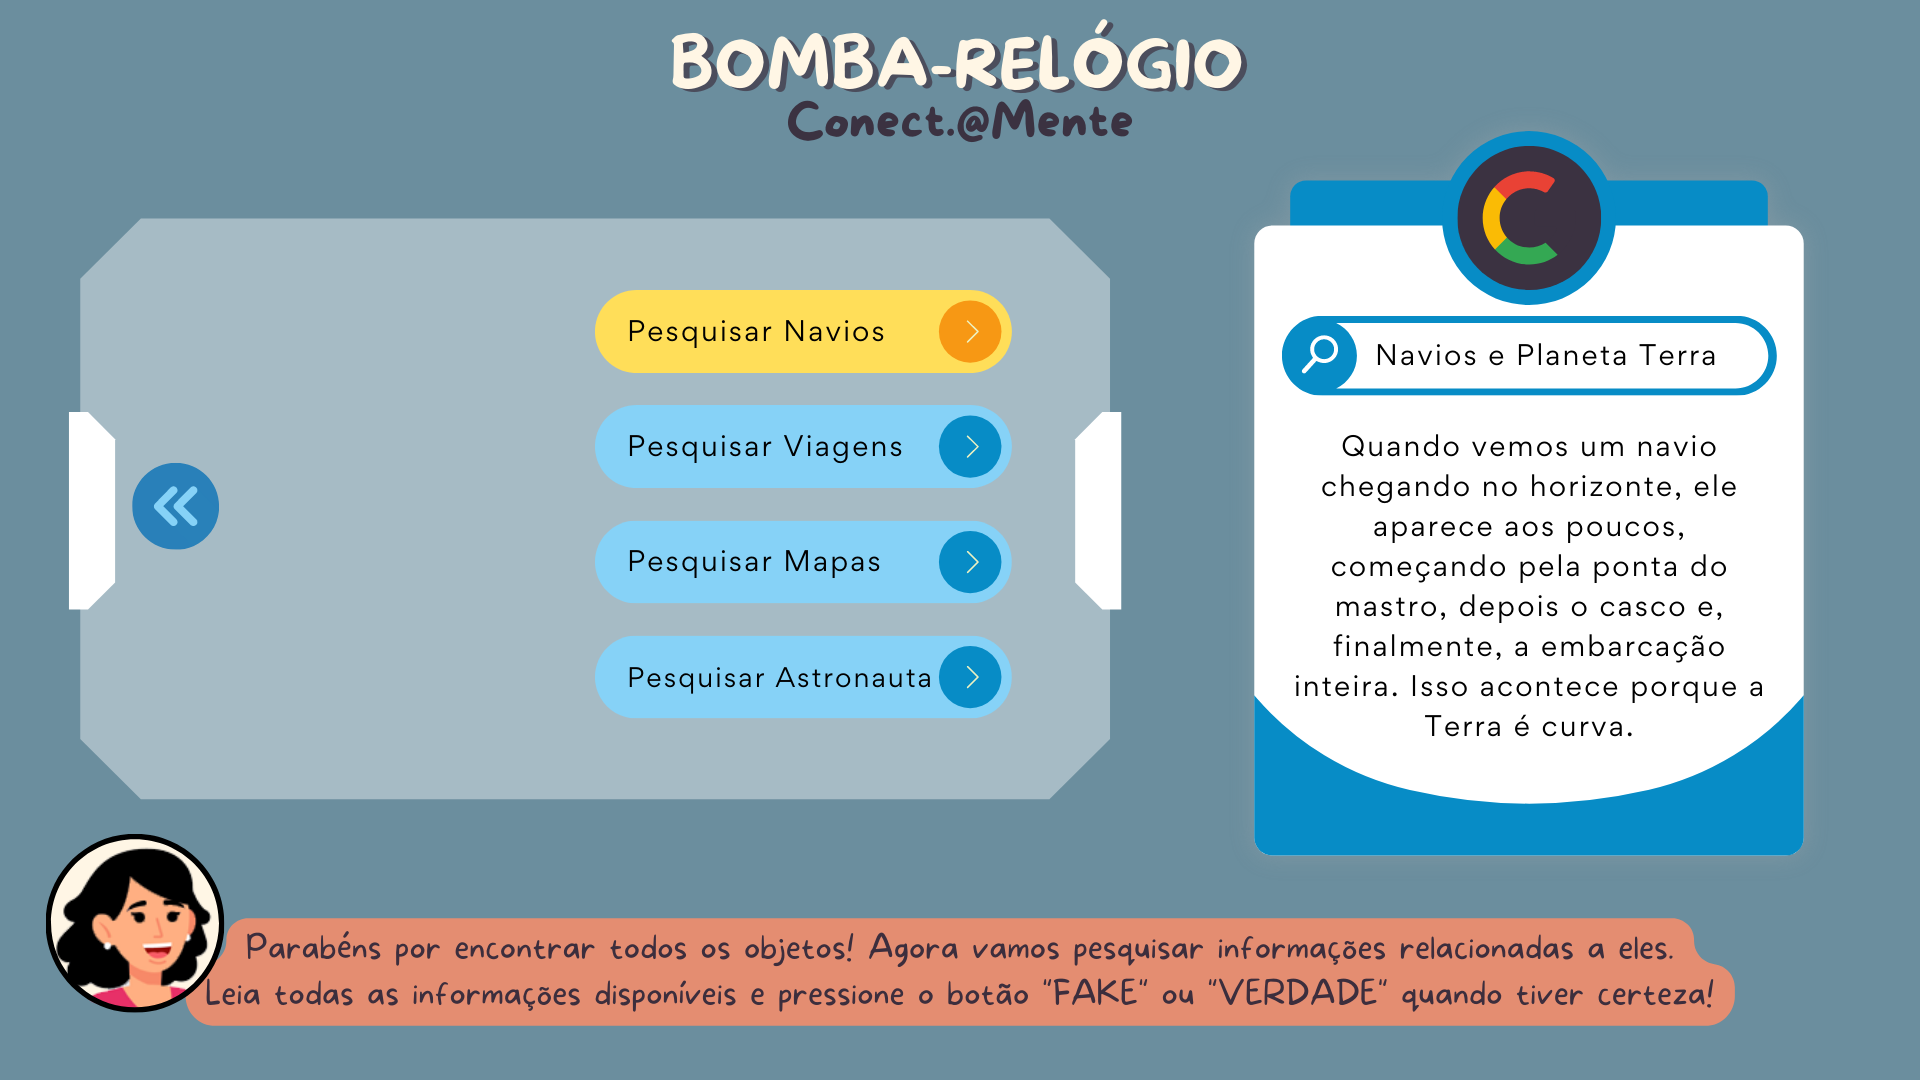 BOMBA-RELÓGIO
Conect.@Mente
Pesquisar Navios
Pesquisar Viagens
Pesquisar Mapas
Pesquisar Astronauta
C
Navios e Planeta Terra
Quando vemos um navio
chegando no horizonte, ele
aparece aos poucos,
começando pela ponta do
mastro, depois o casco e,
finalmente, a embarcação
inteira. Isso acontece porque a
Terra é curva.
Parabéns por encontrar todos os objetos! Agora vamos pesquisar informações relacionadas a eles.
Leia todas as informações disponíveis e pressione o botão "FAKE" ou "VERDADE" quando tiver certeza!